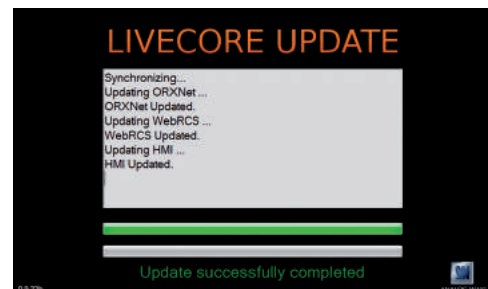 LIVECORE UPDATE
Synchronizing...
Updating ORXNet ...
ORXNet Updated.
Updating WebRCS ...
WebRCS Updated.
Updating HMI ...
HMI Updated.
Update successfully completed